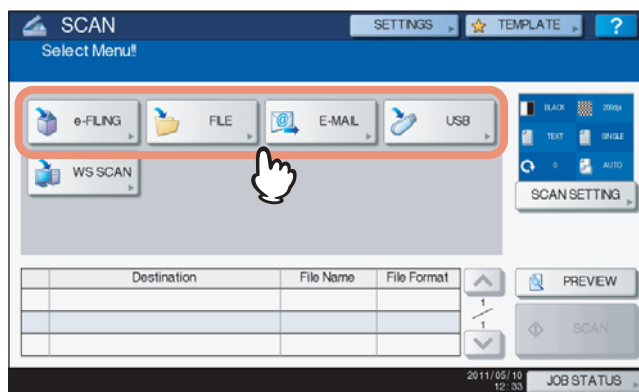 SCAN
SETTINGS
TEMPLATE
?
Select Menu!!
e-FILING
FILE
E-MAIL
USB
WS SCAN
BLACK
200dpi
TEXT
SINGLE
0
AUTO
SCAN SETTING
Destination
File Name
File Format
1
1
PREVIEW
SCAN
2011/05/10
12:33
JOB STATUS